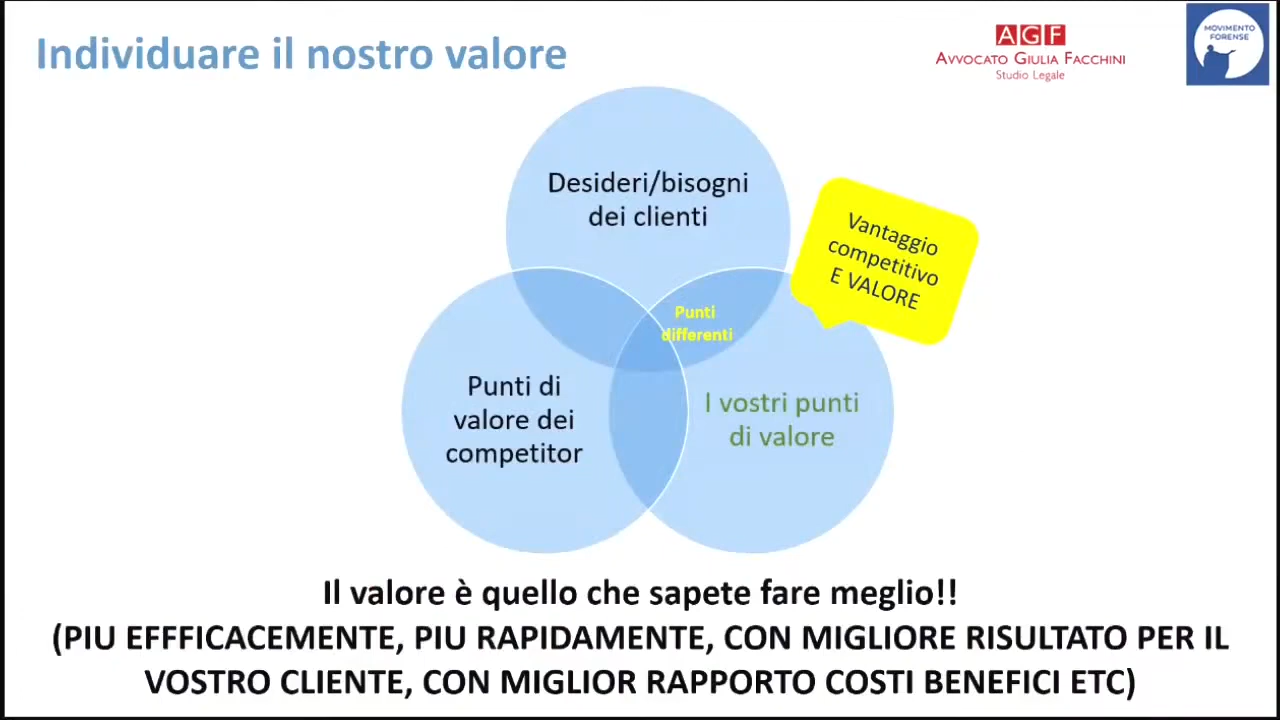 Individuare il nostro valore
AGF
AVVOCATO GIULIA FACCHINI
Studio Legale
MOVIMENTO
FORENSE
Desideri/bisogni
dei clienti
Vantaggio
competitivo
E VALORE
Punti
differenti
Punti di
valore dei
competitor
I vostri punti
di valore
Il valore è quello che sapete fare meglio!!
(PIU EFFFICACEMENTE, PIU RAPIDAMENTE, CON MIGLIORE RISULTATO PER IL
VOSTRO CLIENTE, CON MIGLIOR RAPPORTO COSTI BENEFICI ETC)